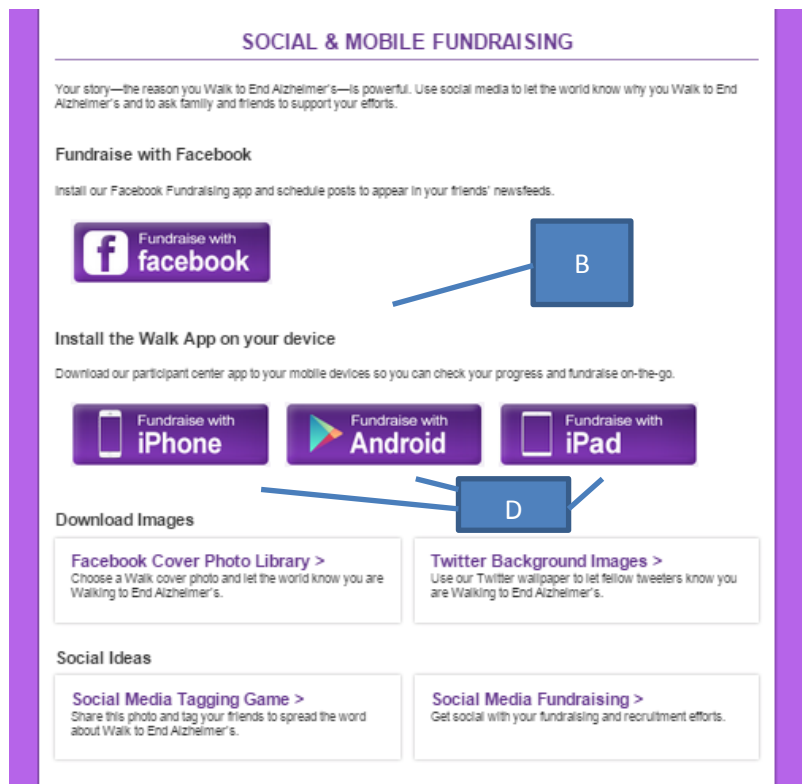 SOCIAL & MOBILE FUNDRAISING
Your story—the reason you Walk to End Alzheimer's—is powerful. Use social media to let the world know why you Walk to End
Alzheimer's and to ask family and friends to support your efforts.
Fundraise with Facebook
Install our Facebook Fundraising app and schedule posts to appear in your friends' newsfeeds.
f
Fundraise with
facebook
B
Install the Walk App on your device
Download our participant center app to your mobile devices so you can check your progress and fundraise on-the-go.
Fundraise with
iPhone
Fundraise with
Android
Fundraise with
iPad
D
Download Images
Facebook Cover Photo Library >
Choose a Walk cover photo and let the world know you are
Walking to End Alzheimer's.
Twitter Background Images >
Use our Twitter wallpaper to let fellow tweeters know you
are Walking to End Alzheimer's.
Social Ideas
Social Media Tagging Game >
Share this photo and tag your friends to spread the word
about Walk to End Alzheimer's.
Social Media Fundraising >
Get social with your fundraising and recruitment efforts.